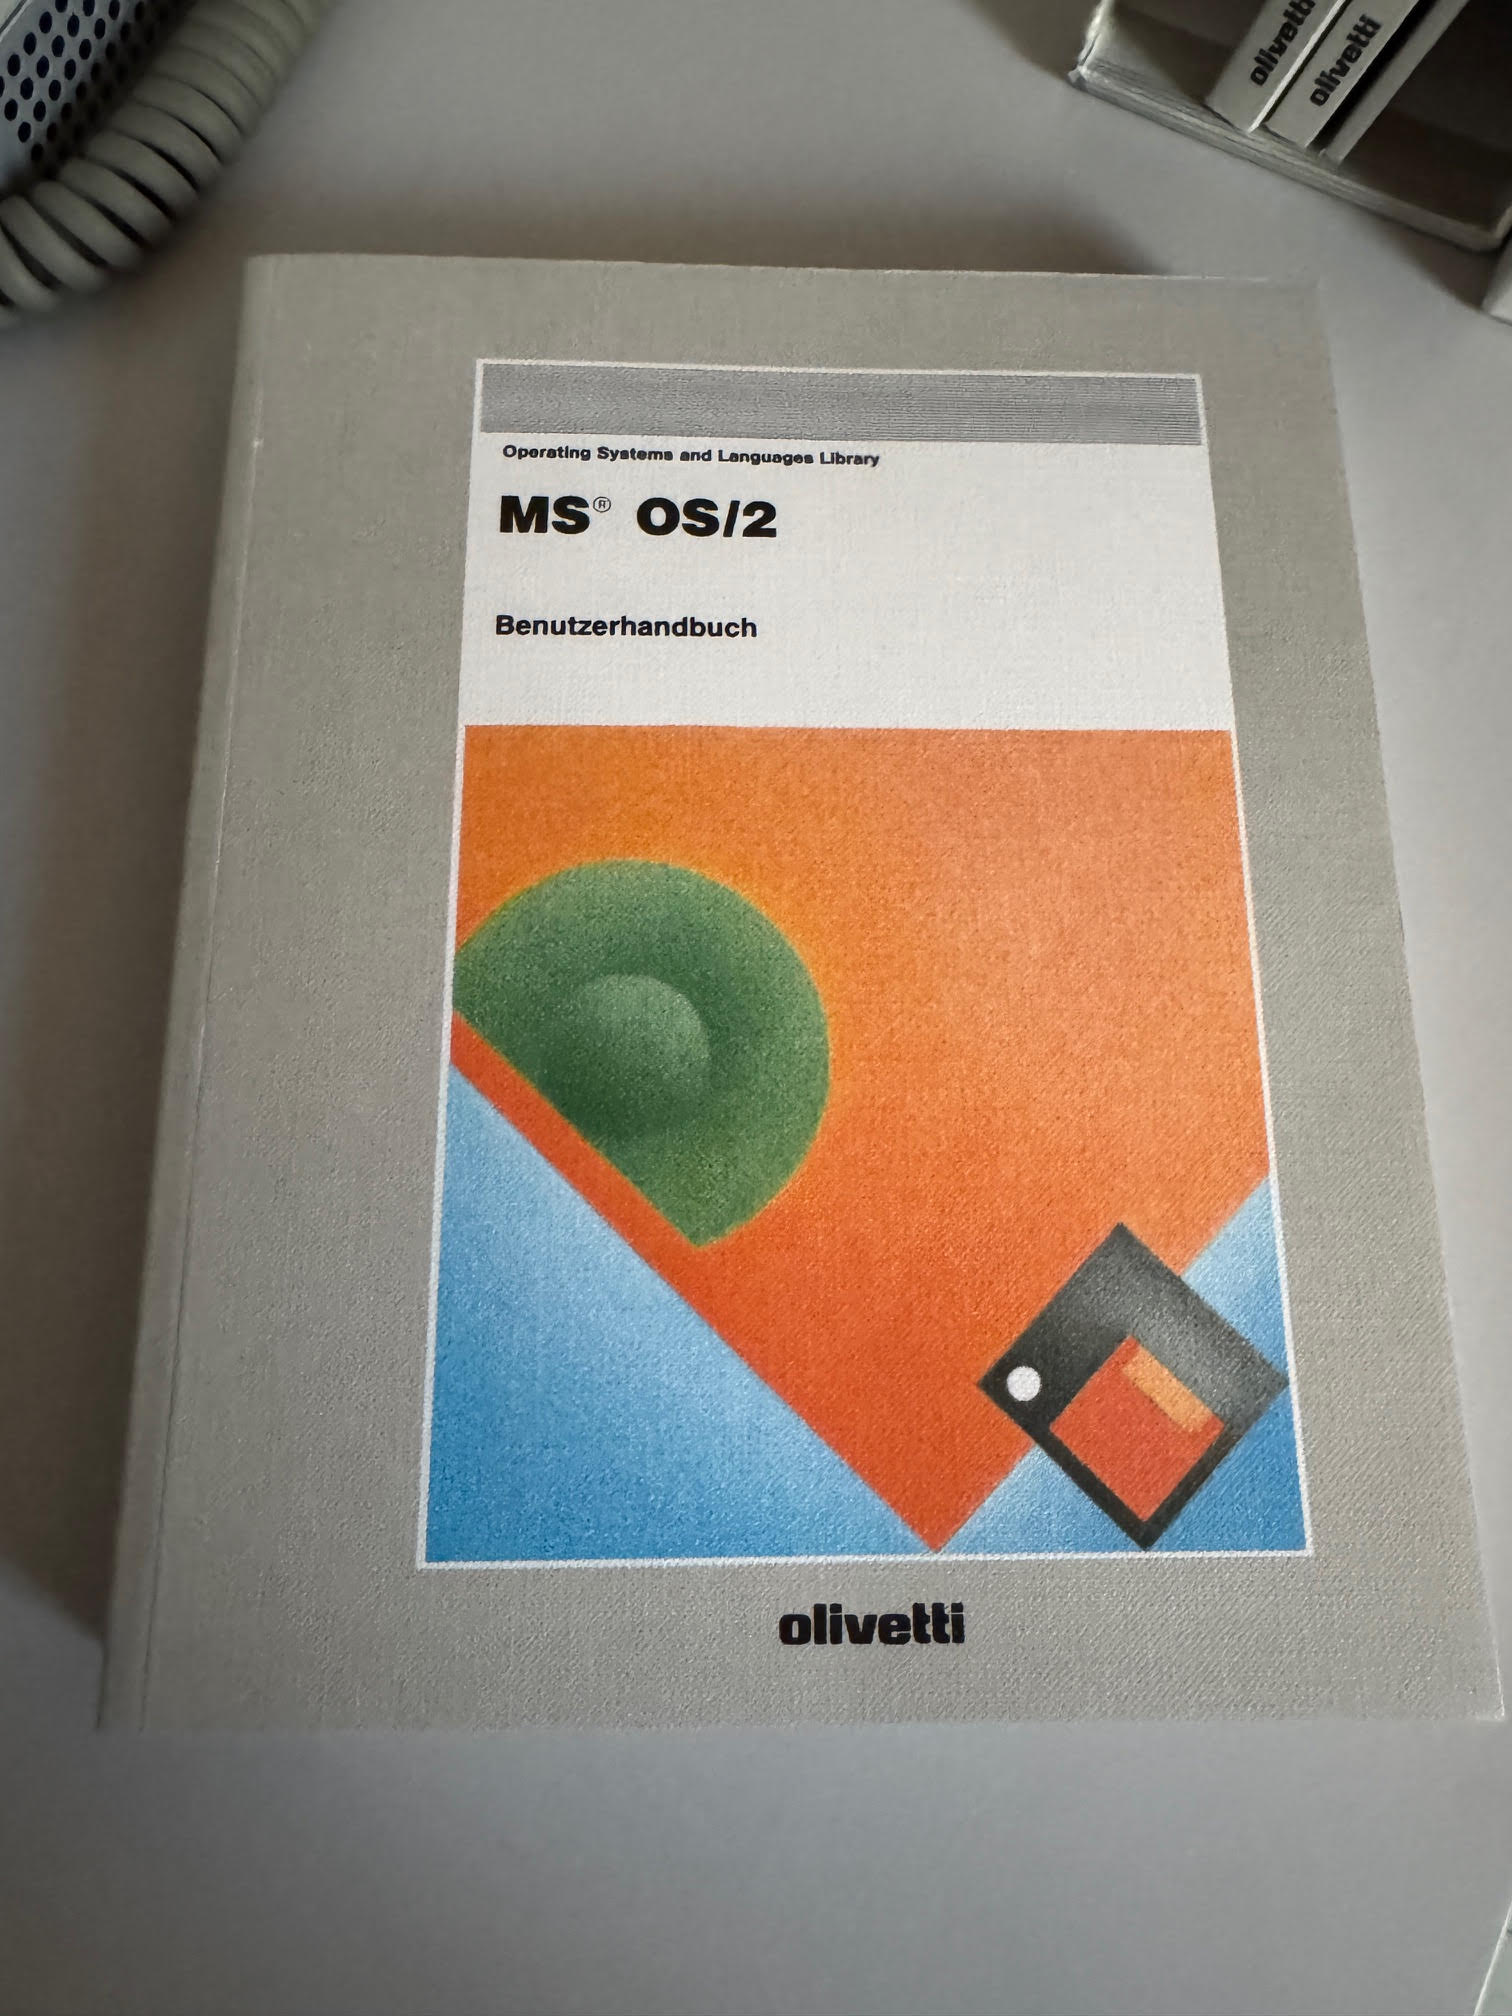 olivetti
olivetti
Operating Systems and Languages Library
MS® OS/2
Benutzerhandbuch
olivetti